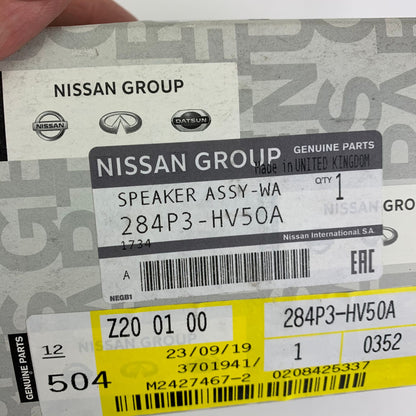 NISSAN GROUP
NISSAN
INFINITI
DATSUN
GENUINE PARTS
NISSAN GROUP
Made in UNITED KINGDOM
SPEAKER ASSY-WA
QTY 1
284P3-HV50A
1734
Nissan International. S.A.
A
EAC
NEGB1
GENUINE PARTS
12
504
Z20 01 00
284P3-HV50A
23/09/19
1
0352
3701941/
M2427467-2
0208425337